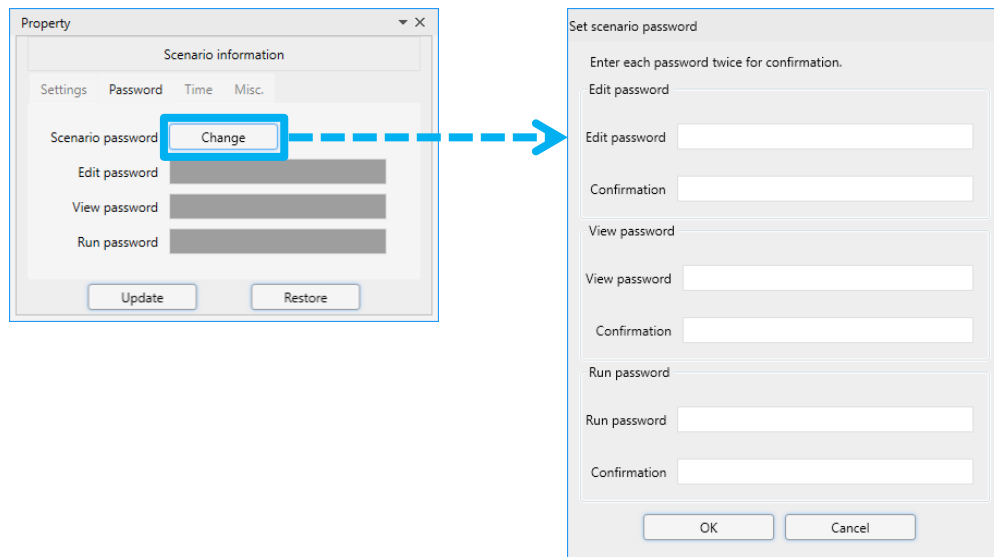 Property
Scenario information
Settings Password Time Misc.
Scenario password Change
Edit password
View password
Run password
Update Restore
Set scenario password
Enter each password twice for confirmation.
Edit password
Edit password
Confirmation
View password
View password
Confirmation
Run password
Run password
Confirmation
OK Cancel